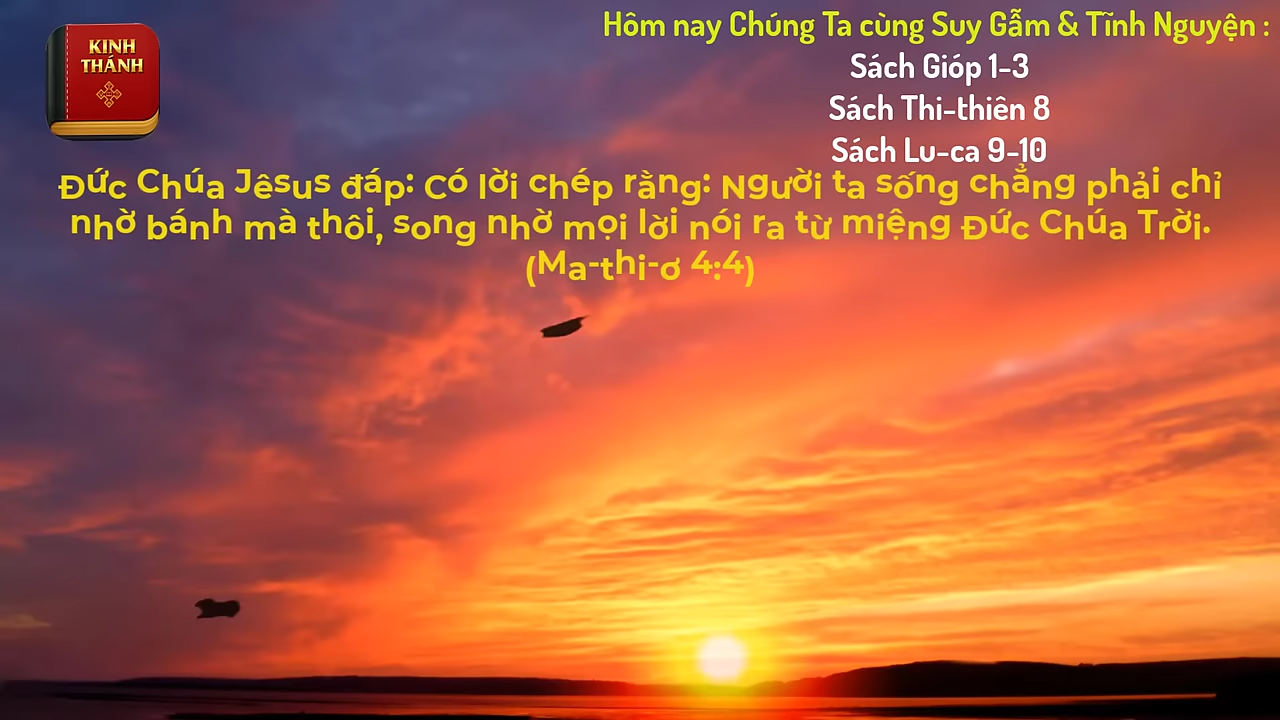 KINH
THÁNH
Hôm nay Chúng Ta cùng Suy Gẫm & Tĩnh Nguyện :
Sách Gióp 1-3
Sách Thi-thiên 8
Sách Lu-ca 9-10
Đức Chúa Jêsus đáp: Có lời chép rằng: Người ta sống chẳng phải chỉ
nhờ bánh mà thôi, song nhờ mọi lời nói ra từ miệng Đức Chúa Trời.
(Ma-thi-ơ 4:4)